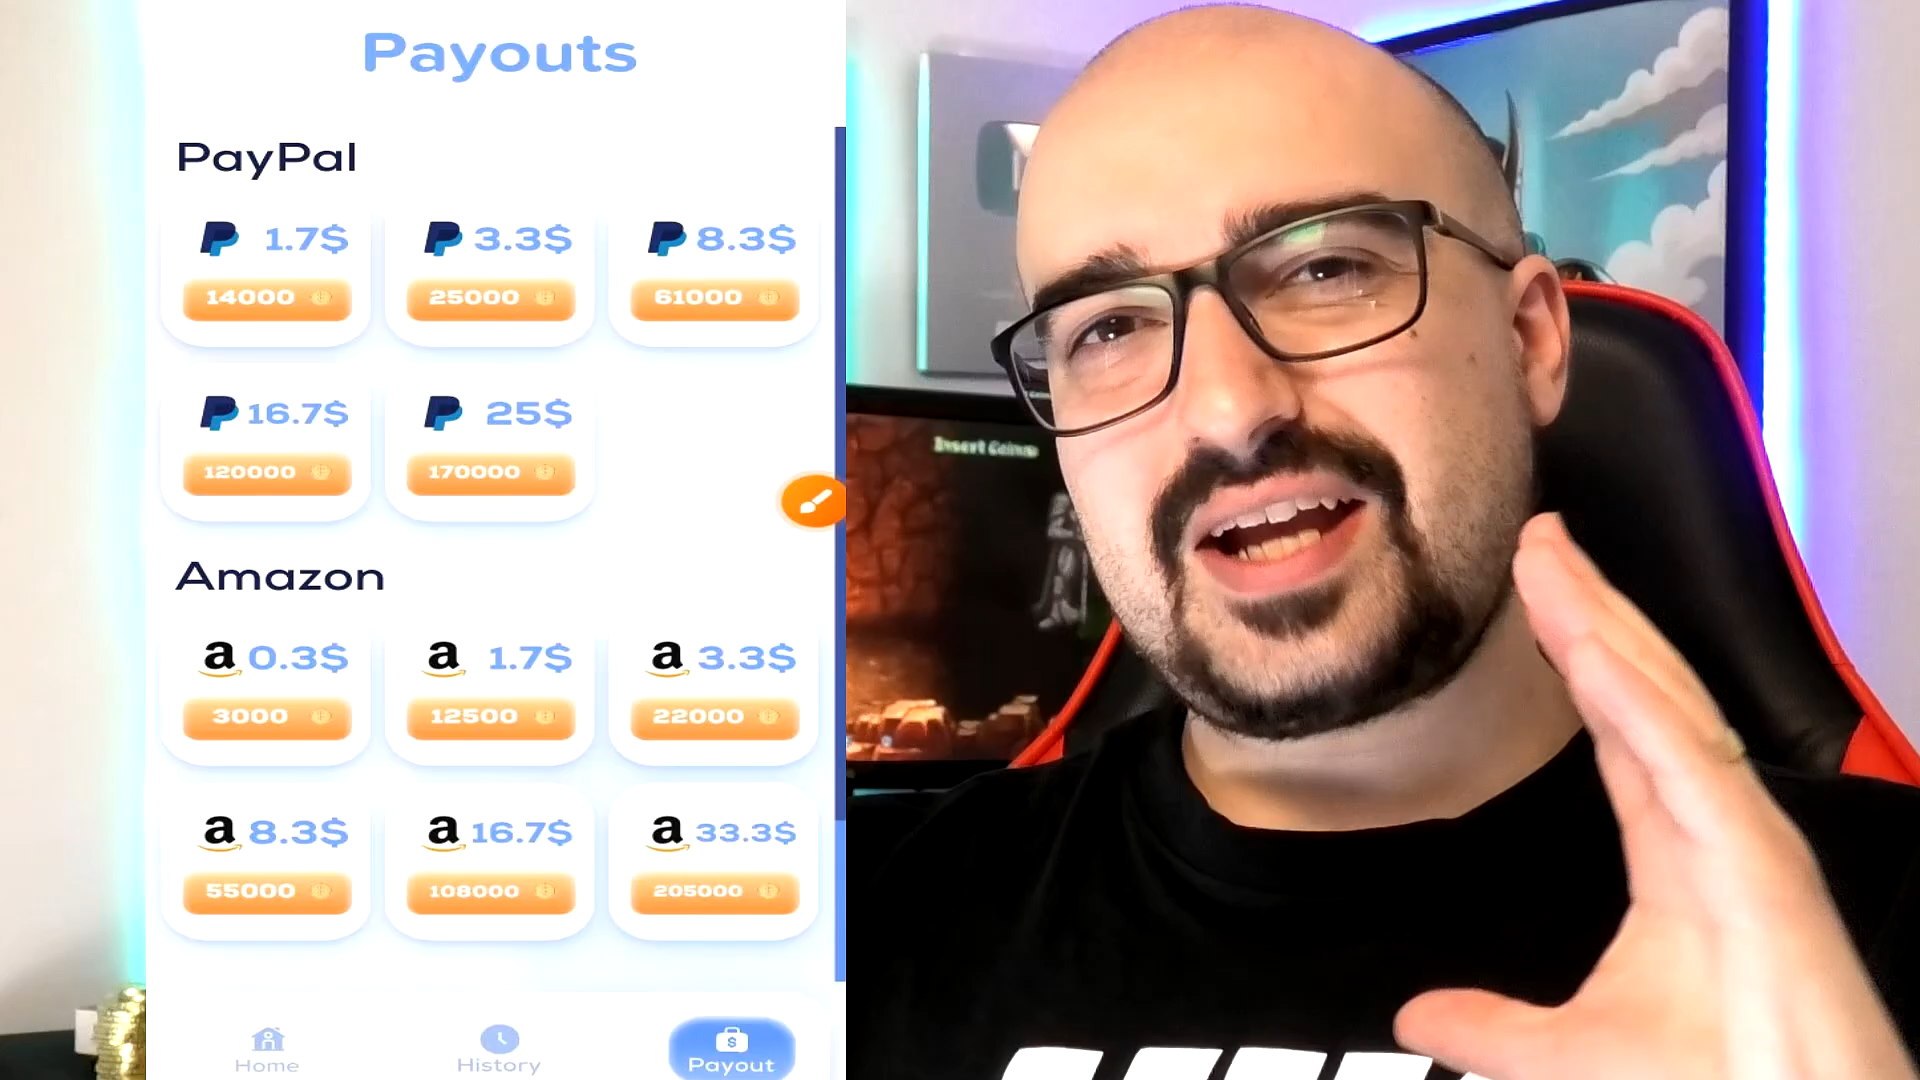 Payouts
PayPal
1.7$ 3.3$ 8.3$
14000 25000 61000
16.7$ 25$
120000 170000
Amazon
a 0.3$ a 1.7$ a 3.3$
3000 12500 22000
a 8.3$ a 16.7$ a 33.3$
55000 108000 205000
Home History Payout
Insert Coins